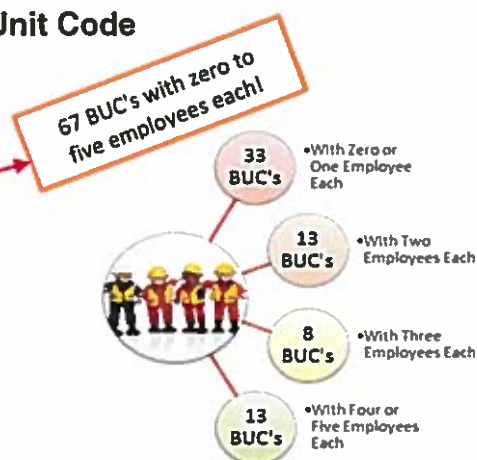 Unit Code
67 BUC's with zero to
five employees each!
33
BUC's
•With Zero or
One Employee
Each
13
BUC's
•With Two
Employees Each
8
BUC's
•With Three
Employees Each
13
BUC's
•With Four or
Five Employees
Each